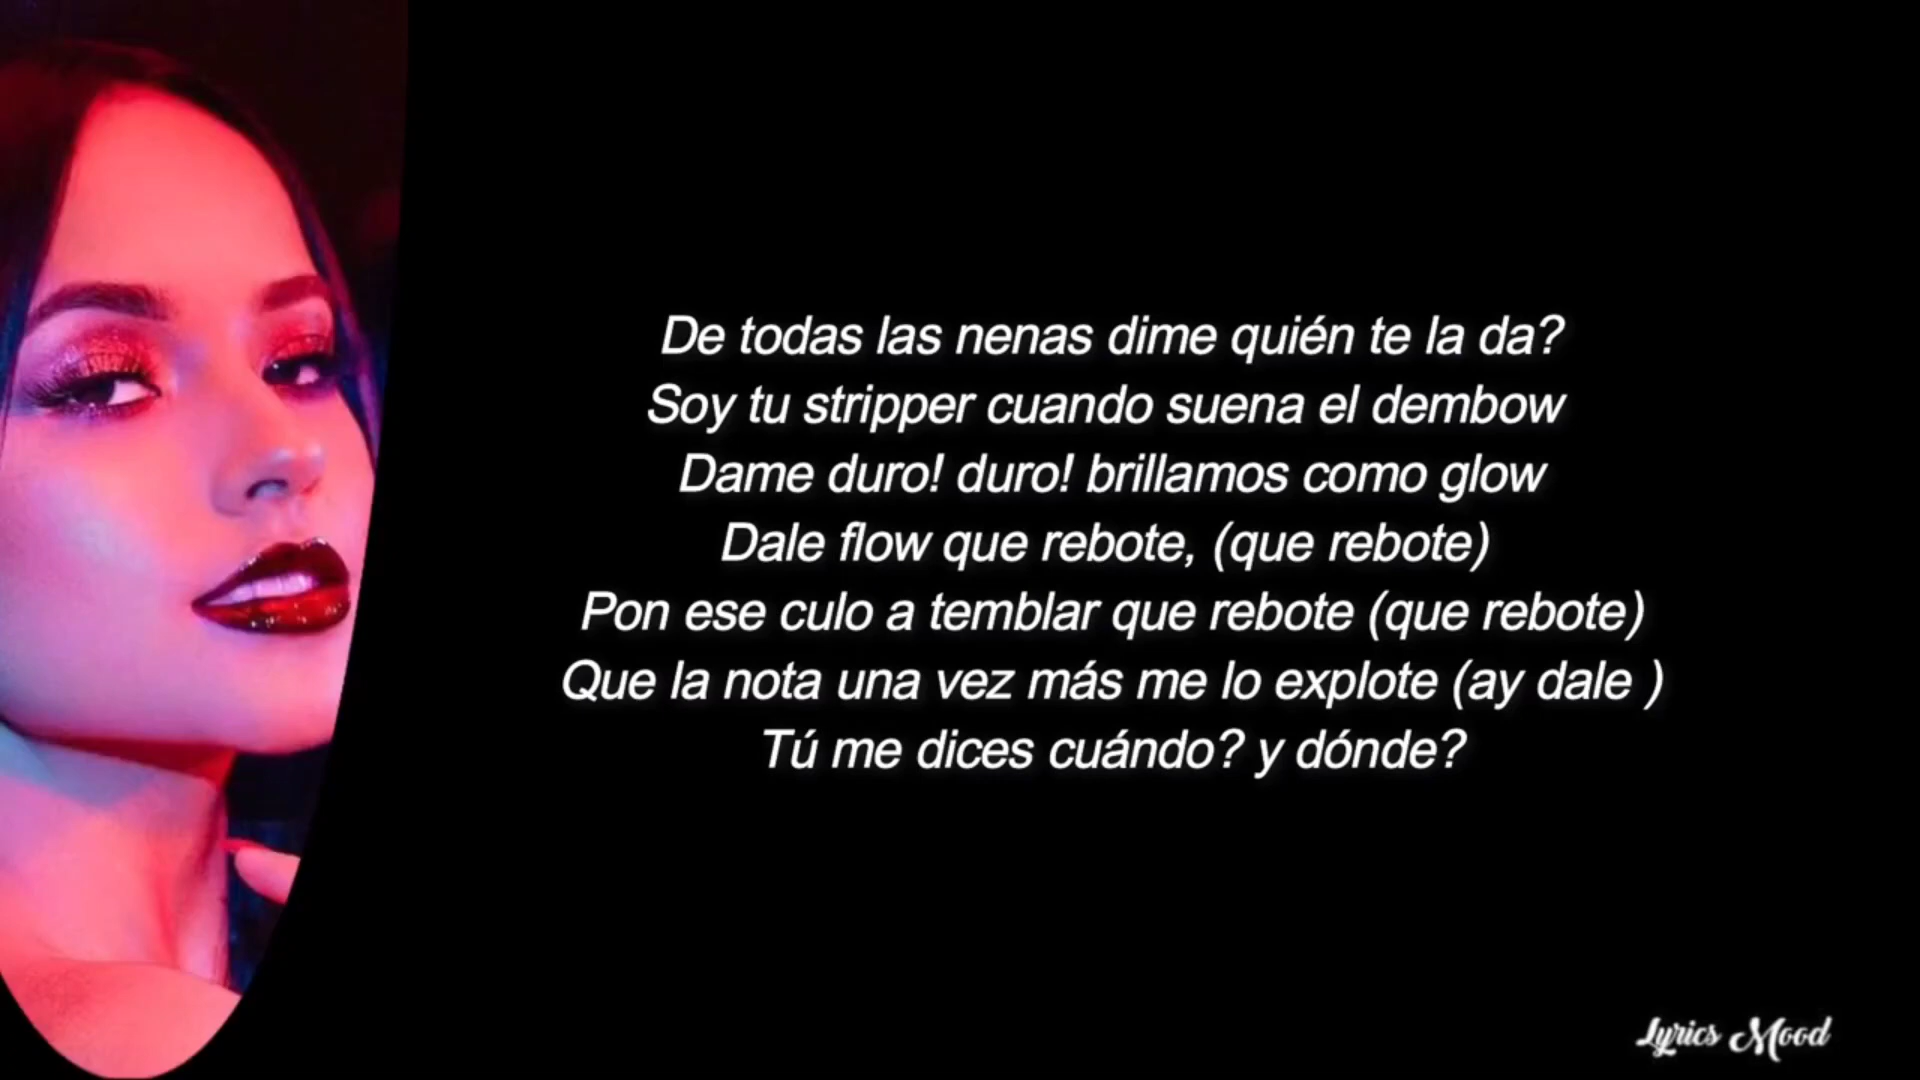 De todas las nenas dime quién te la da?
Soy tu stripper cuando suena el dembow
Dame duro! duro! brillamos como glow
Dale flow que rebote, (que rebote)
Pon ese culo a temblar que rebote (que rebote)
Que la nota una vez más me lo explote (ay dale )
Tú me dices cuándo? y dónde?
Lyrics Mood